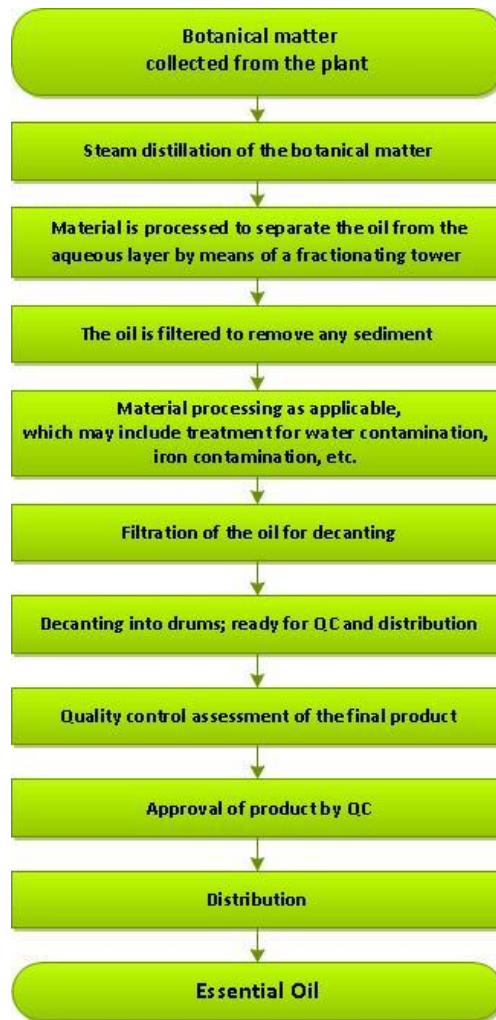 Botanical matter
collected from the plant
Steam distillation of the botanical matter
Material is processed to separate the oil from the
aqueous layer by means of a fractionating tower
The oil is filtered to remove any sediment
Material processing as applicable,
which may include treatment for water contamination,
iron contamination, etc.
Filtration of the oil for decanting
Decanting into drums; ready for QC and distribution
Quality control assessment of the final product
Approval of product by QC
Distribution
Essential Oil